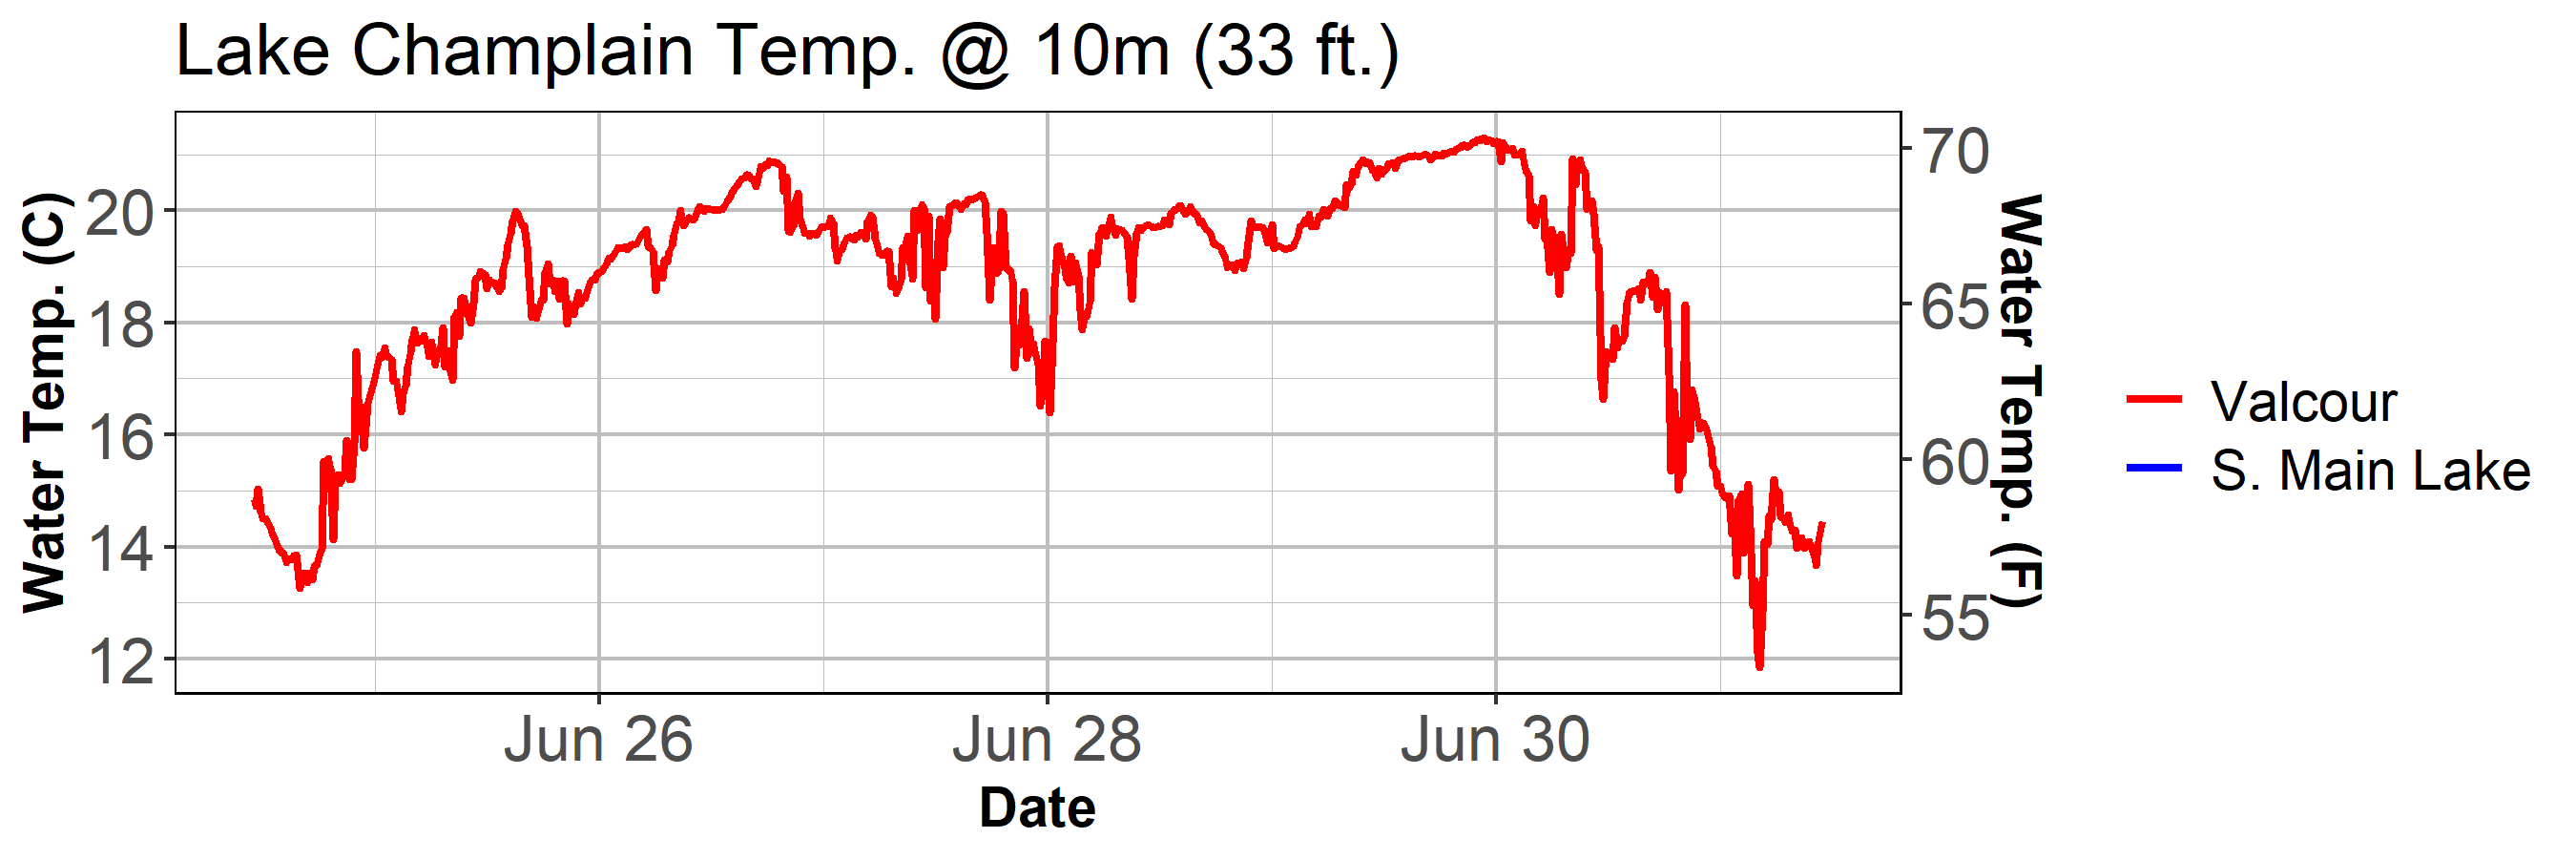 Lake Champlain Temp. @ 10m (33 ft.)
Water Temp. (C)
20
18
16
14
12
70
65
60
55
Water Temp. (F)
Jun 26
Jun 28
Jun 30
Date
Valcour
S. Main Lake